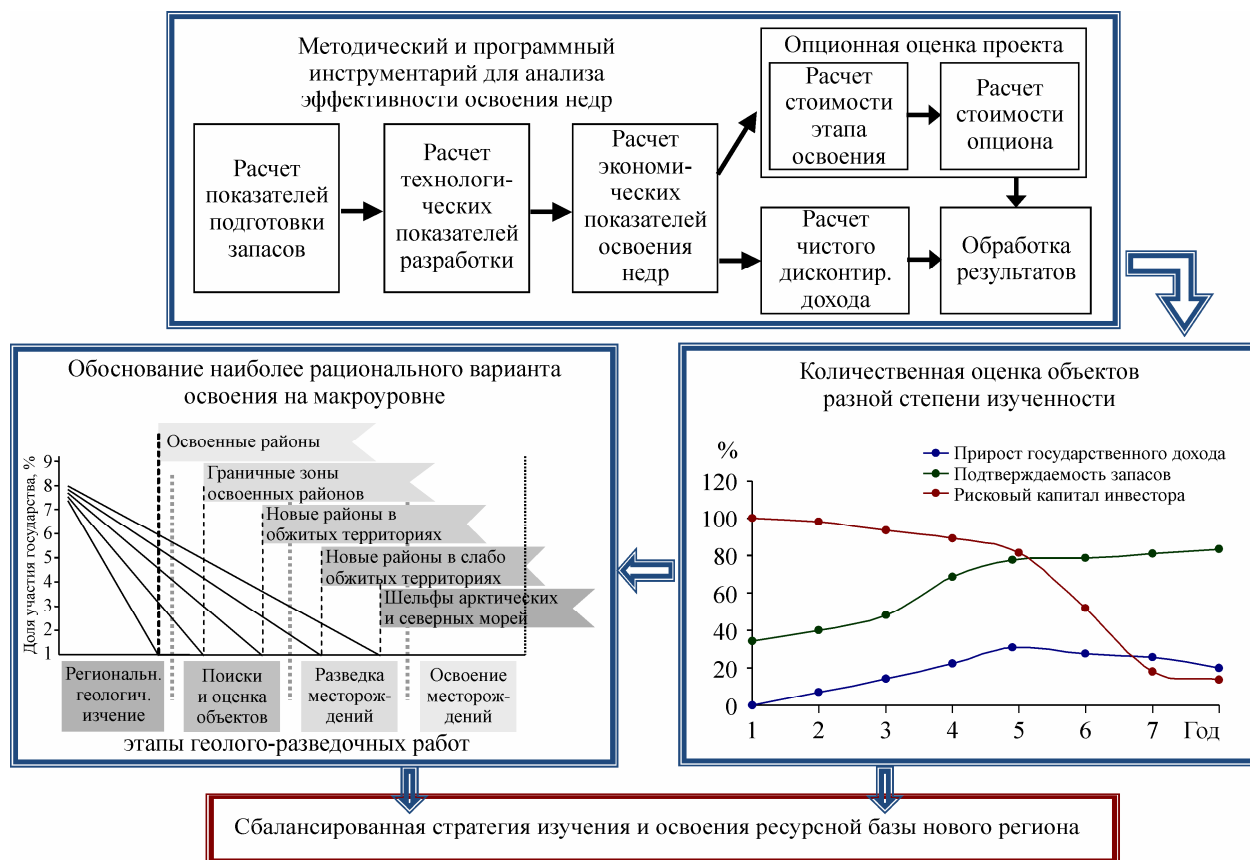 Методический и программный
инструментарий для анализа
эффективности освоения недр
Опционная оценка проекта
Расчет
стоимости
этапа
освоения
Расчет
стоимости
опциона
Расчет
показателей
подготовки
запасов
Расчет
технологи-
ческих
показателей
разработки
Расчет
экономи-
ческих
показателей
освоения
недр
Расчет
чистого
дисконтир.
дохода
Обработка
результатов
Обоснование наиболее рационального варианта
освоения на макроуровне
Доля участия государства, %
9
8
7
6
5
4
3
2
1
Освоенные районы
Граничные зоны
освоенных районов
Новые районы в
обжитых территориях
Новые районы в слабо
обжитых территориях
Шельфы арктических
и северных морей
Региональн.
геологич.
изчение
Поиски
и оценка
объектов
Разведка
месторож-
дений
Освоение
месторож-
дений
этапы геолого-разведочных работ
Количественная оценка объектов
разной степени изученности
%
Прирост государственного дохода
Подтверждаемость запасов
Рисковый капитал инвестора
120
100
80
60
40
20
0
1 2 3 4 5 6 7 Год
Сбалансированная стратегия изучения и освоения ресурсной базы нового региона